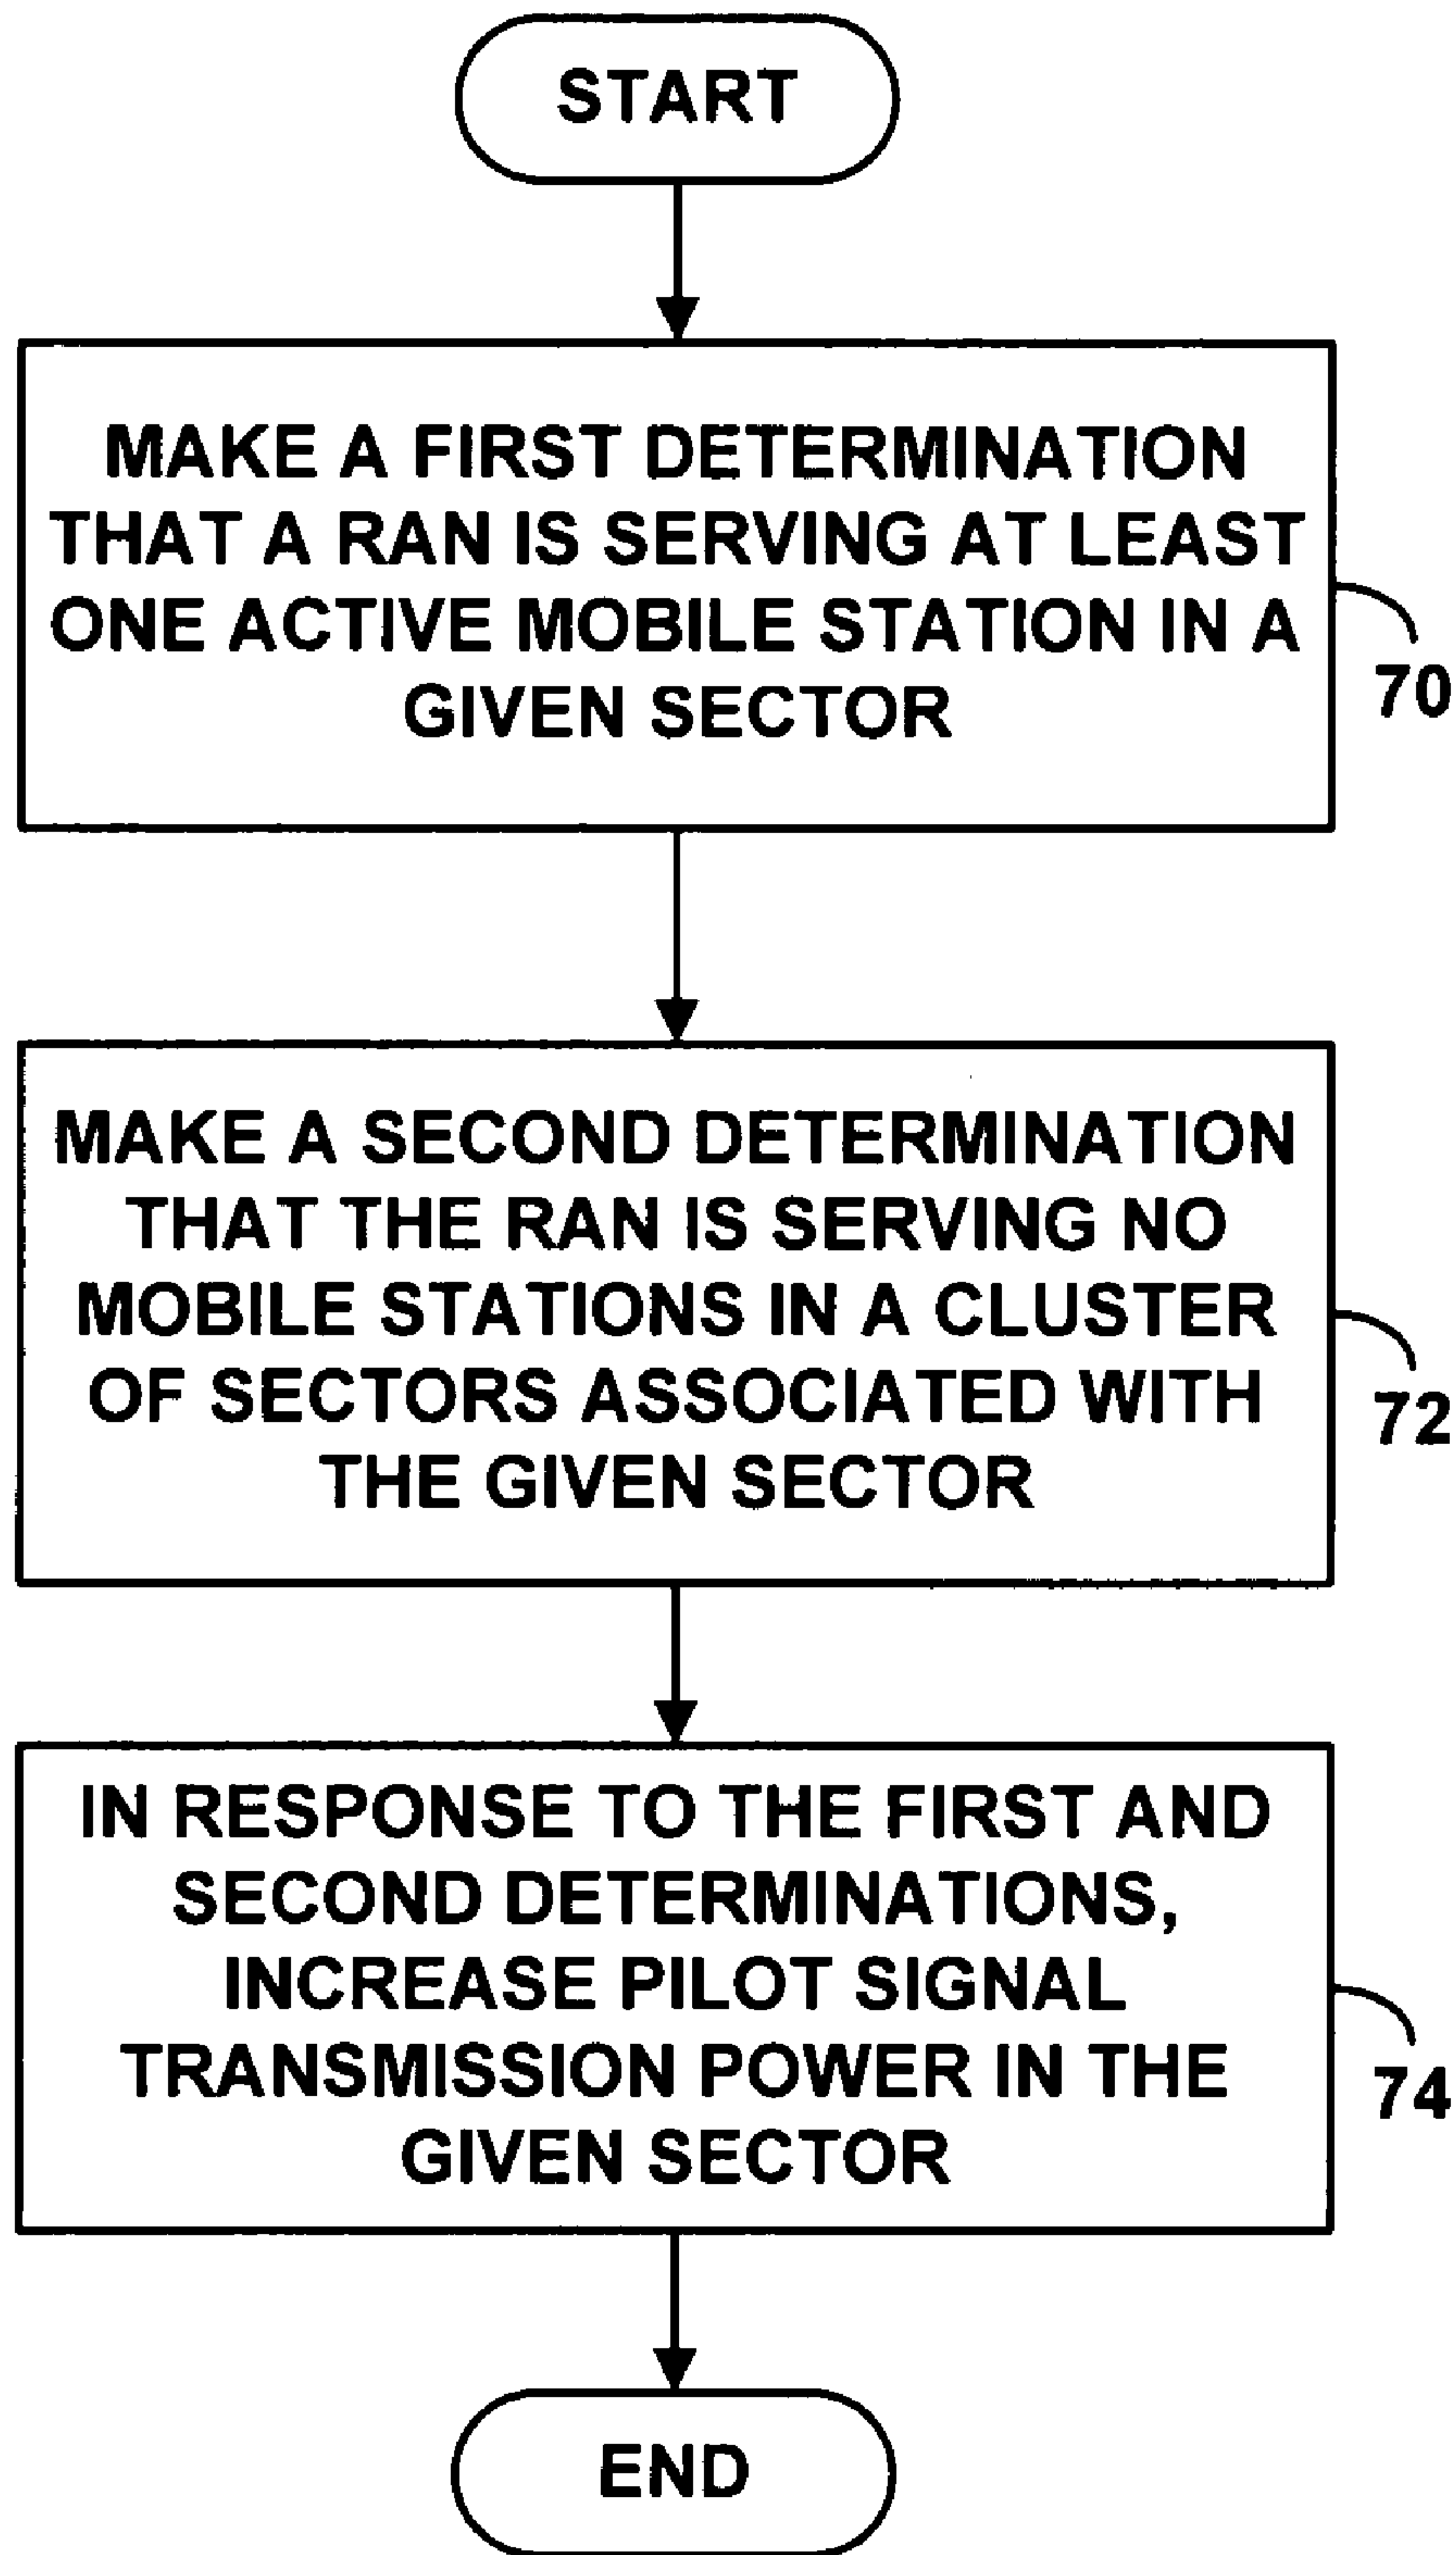 START
MAKE A FIRST DETERMINATION
THAT A RAN IS SERVING AT LEAST
ONE ACTIVE MOBILE STATION IN A
GIVEN SECTOR
70
MAKE A SECOND DETERMINATION
THAT THE RAN IS SERVING NO
MOBILE STATIONS IN A CLUSTER
OF SECTORS ASSOCIATED WITH
THE GIVEN SECTOR
72
IN RESPONSE TO THE FIRST AND
SECOND DETERMINATIONS,
INCREASE PILOT SIGNAL
TRANSMISSION POWER IN THE
GIVEN SECTOR
74
END